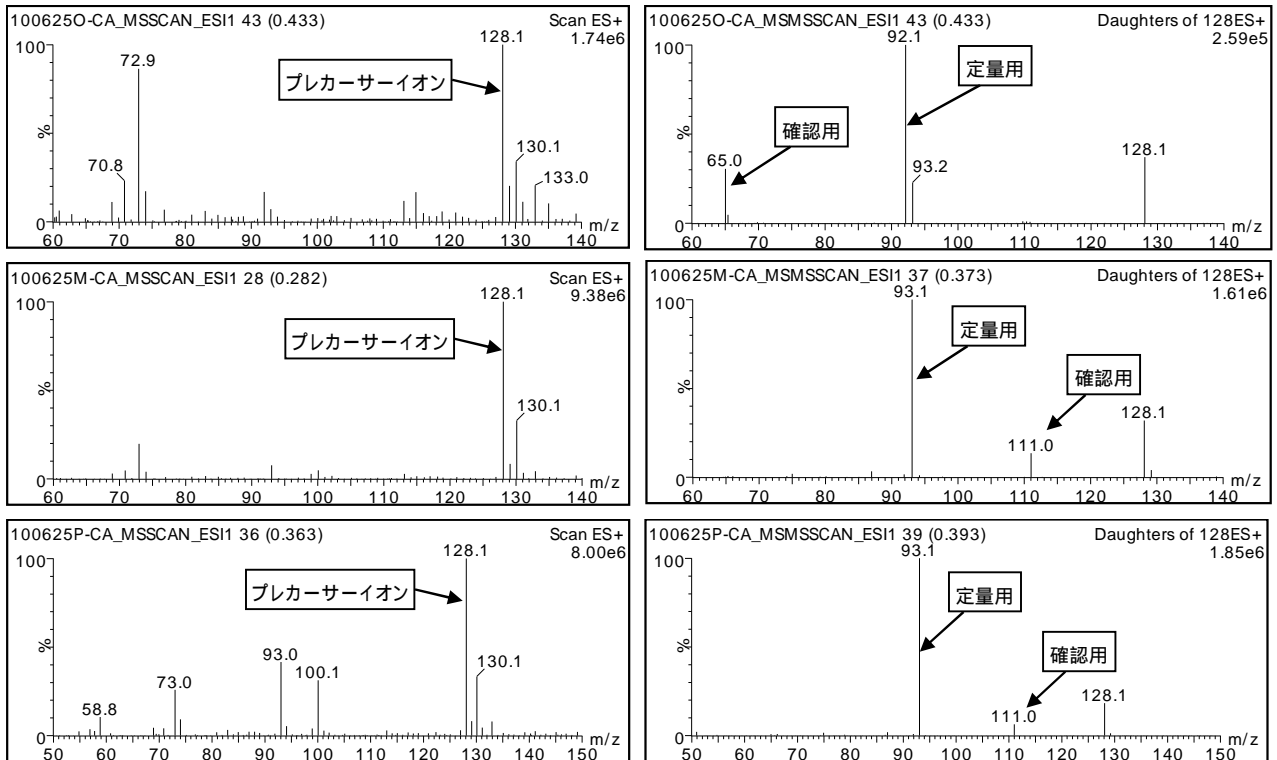 100625O-CA_MSSCAN_ESI1 43 (0.433)
Scan ES+
1.74e6
128.1
100
72.9
プレカーサーイオン
%
130.1
70.8
133.0
0
m/z
60 70 80 90 100 110 120 130 140
100625O-CA_MSMSSCAN_ESI1 43 (0.433)
Daughters of 128ES+
2.59e5
92.1
100
定量用
確認用
%
65.0
93.2
128.1
0
m/z
60 70 80 90 100 110 120 130 140
100625M-CA_MSSCAN_ESI1 28 (0.282)
Scan ES+
9.38e6
128.1
100
プレカーサーイオン
%
130.1
0
m/z
60 70 80 90 100 110 120 130 140
100625M-CA_MSMSSCAN_ESI1 37 (0.373)
Daughters of 128ES+
1.61e6
93.1
100
定量用
確認用
%
128.1
111.0
0
m/z
60 70 80 90 100 110 120 130 140
100625P-CA_MSSCAN_ESI1 36 (0.363)
Scan ES+
8.00e6
128.1
100
プレカーサーイオン
%
93.0
100.1
130.1
73.0
58.8
0
m/z
50 60 70 80 90 100 110 120 130 140 150
100625P-CA_MSMSSCAN_ESI1 39 (0.393)
Daughters of 128ES+
1.85e6
93.1
100
定量用
確認用
%
128.1
111.0
0
m/z
50 60 70 80 90 100 110 120 130 140 150